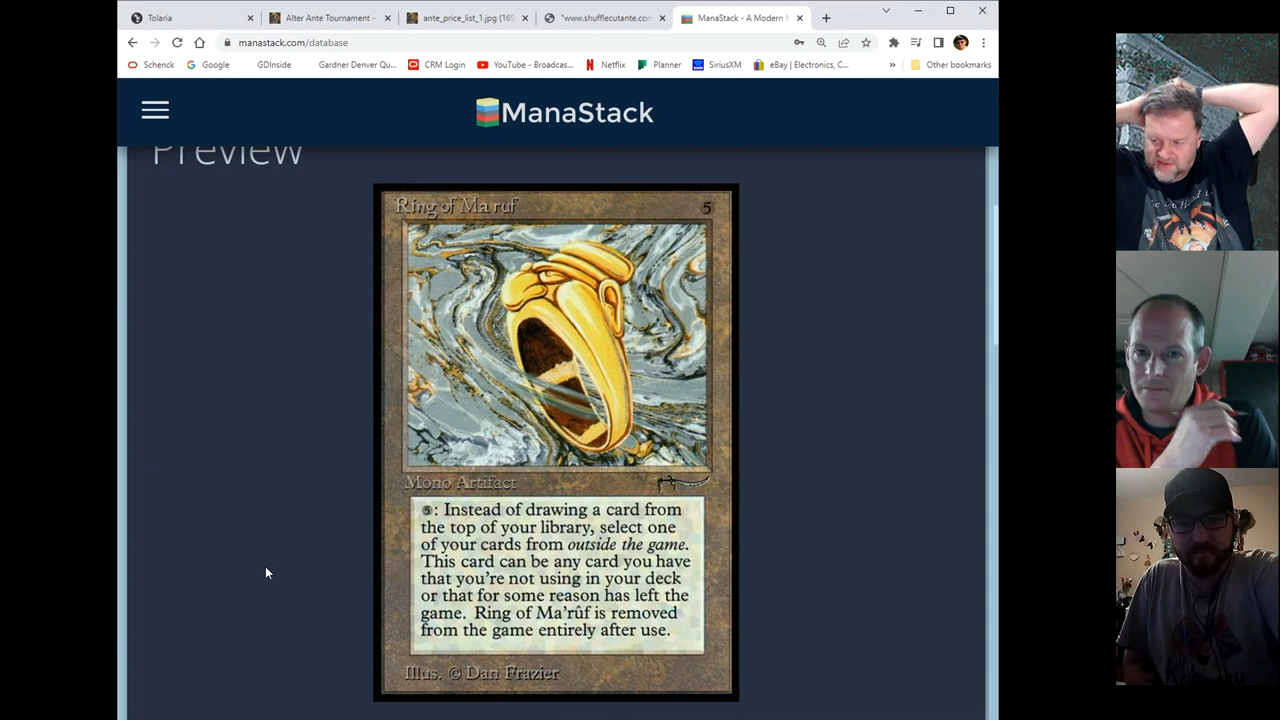 Tolaria
Alter Ante Tournament -
ante_price_list_1.jpg (169
"www.shufflecutante.com
ManaStack - A Modern M
manastack.com/database
Schenck
Google
GDInside
Gardner Denver Qu...
CRM Login
YouTube - Broadcas...
Netflix
Planner
SiriusXM
eBay | Electronics, C...
»
Other bookmarks
ManaStack
Preview
Ring of Ma ruf 5
Mono Artifact
5: Instead of drawing a card from
the top of your library, select one
of your cards from outside the game.
This card can be any card you have
that you're not using in your deck
or that for some reason has left the
game. Ring of Ma'rûf is removed
from the game entirely after use.
Illus. © Dan Frazier